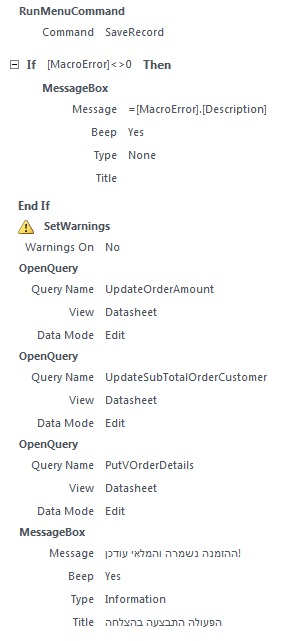 RunMenuCommand
Command SaveRecord
If [MacroError]<>0 Then
MessageBox
Message =[MacroError].[Description]
Beep Yes
Type None
Title
End If
SetWarnings
Warnings On No
OpenQuery
Query Name UpdateOrderAmount
View Datasheet
Data Mode Edit
OpenQuery
Query Name UpdateSubTotalOrderCustomer
View Datasheet
Data Mode Edit
OpenQuery
Query Name PutVOrderDetails
View Datasheet
Data Mode Edit
MessageBox
Message ההזמנה נשמרה והמלאי עודכן!
Beep Yes
Type Information
Title הפעולה התבצעה בהצלחה